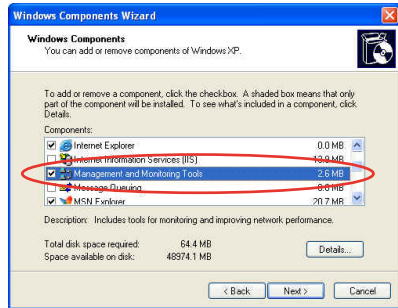 Windows Components Wizard
Windows Components
You can add or remove components of Windows XP.
To add or remove a component, click the checkbox. A shaded box means that only
part of the component will be installed. To see what's included in a component, click
Details.
Components:
Internet Explorer 0.0 MB
Internet Information Services (IIS) 13.9 MB
Management and Monitoring Tools 2.6 MB
Message Queuing 0.0 MB
MSN Explorer 20.7 MB
Description: Includes tools for monitoring and improving network performance.
Total disk space required: 64.4 MB
Space available on disk: 48974.1 MB
Details...
< Back
Next >
Cancel